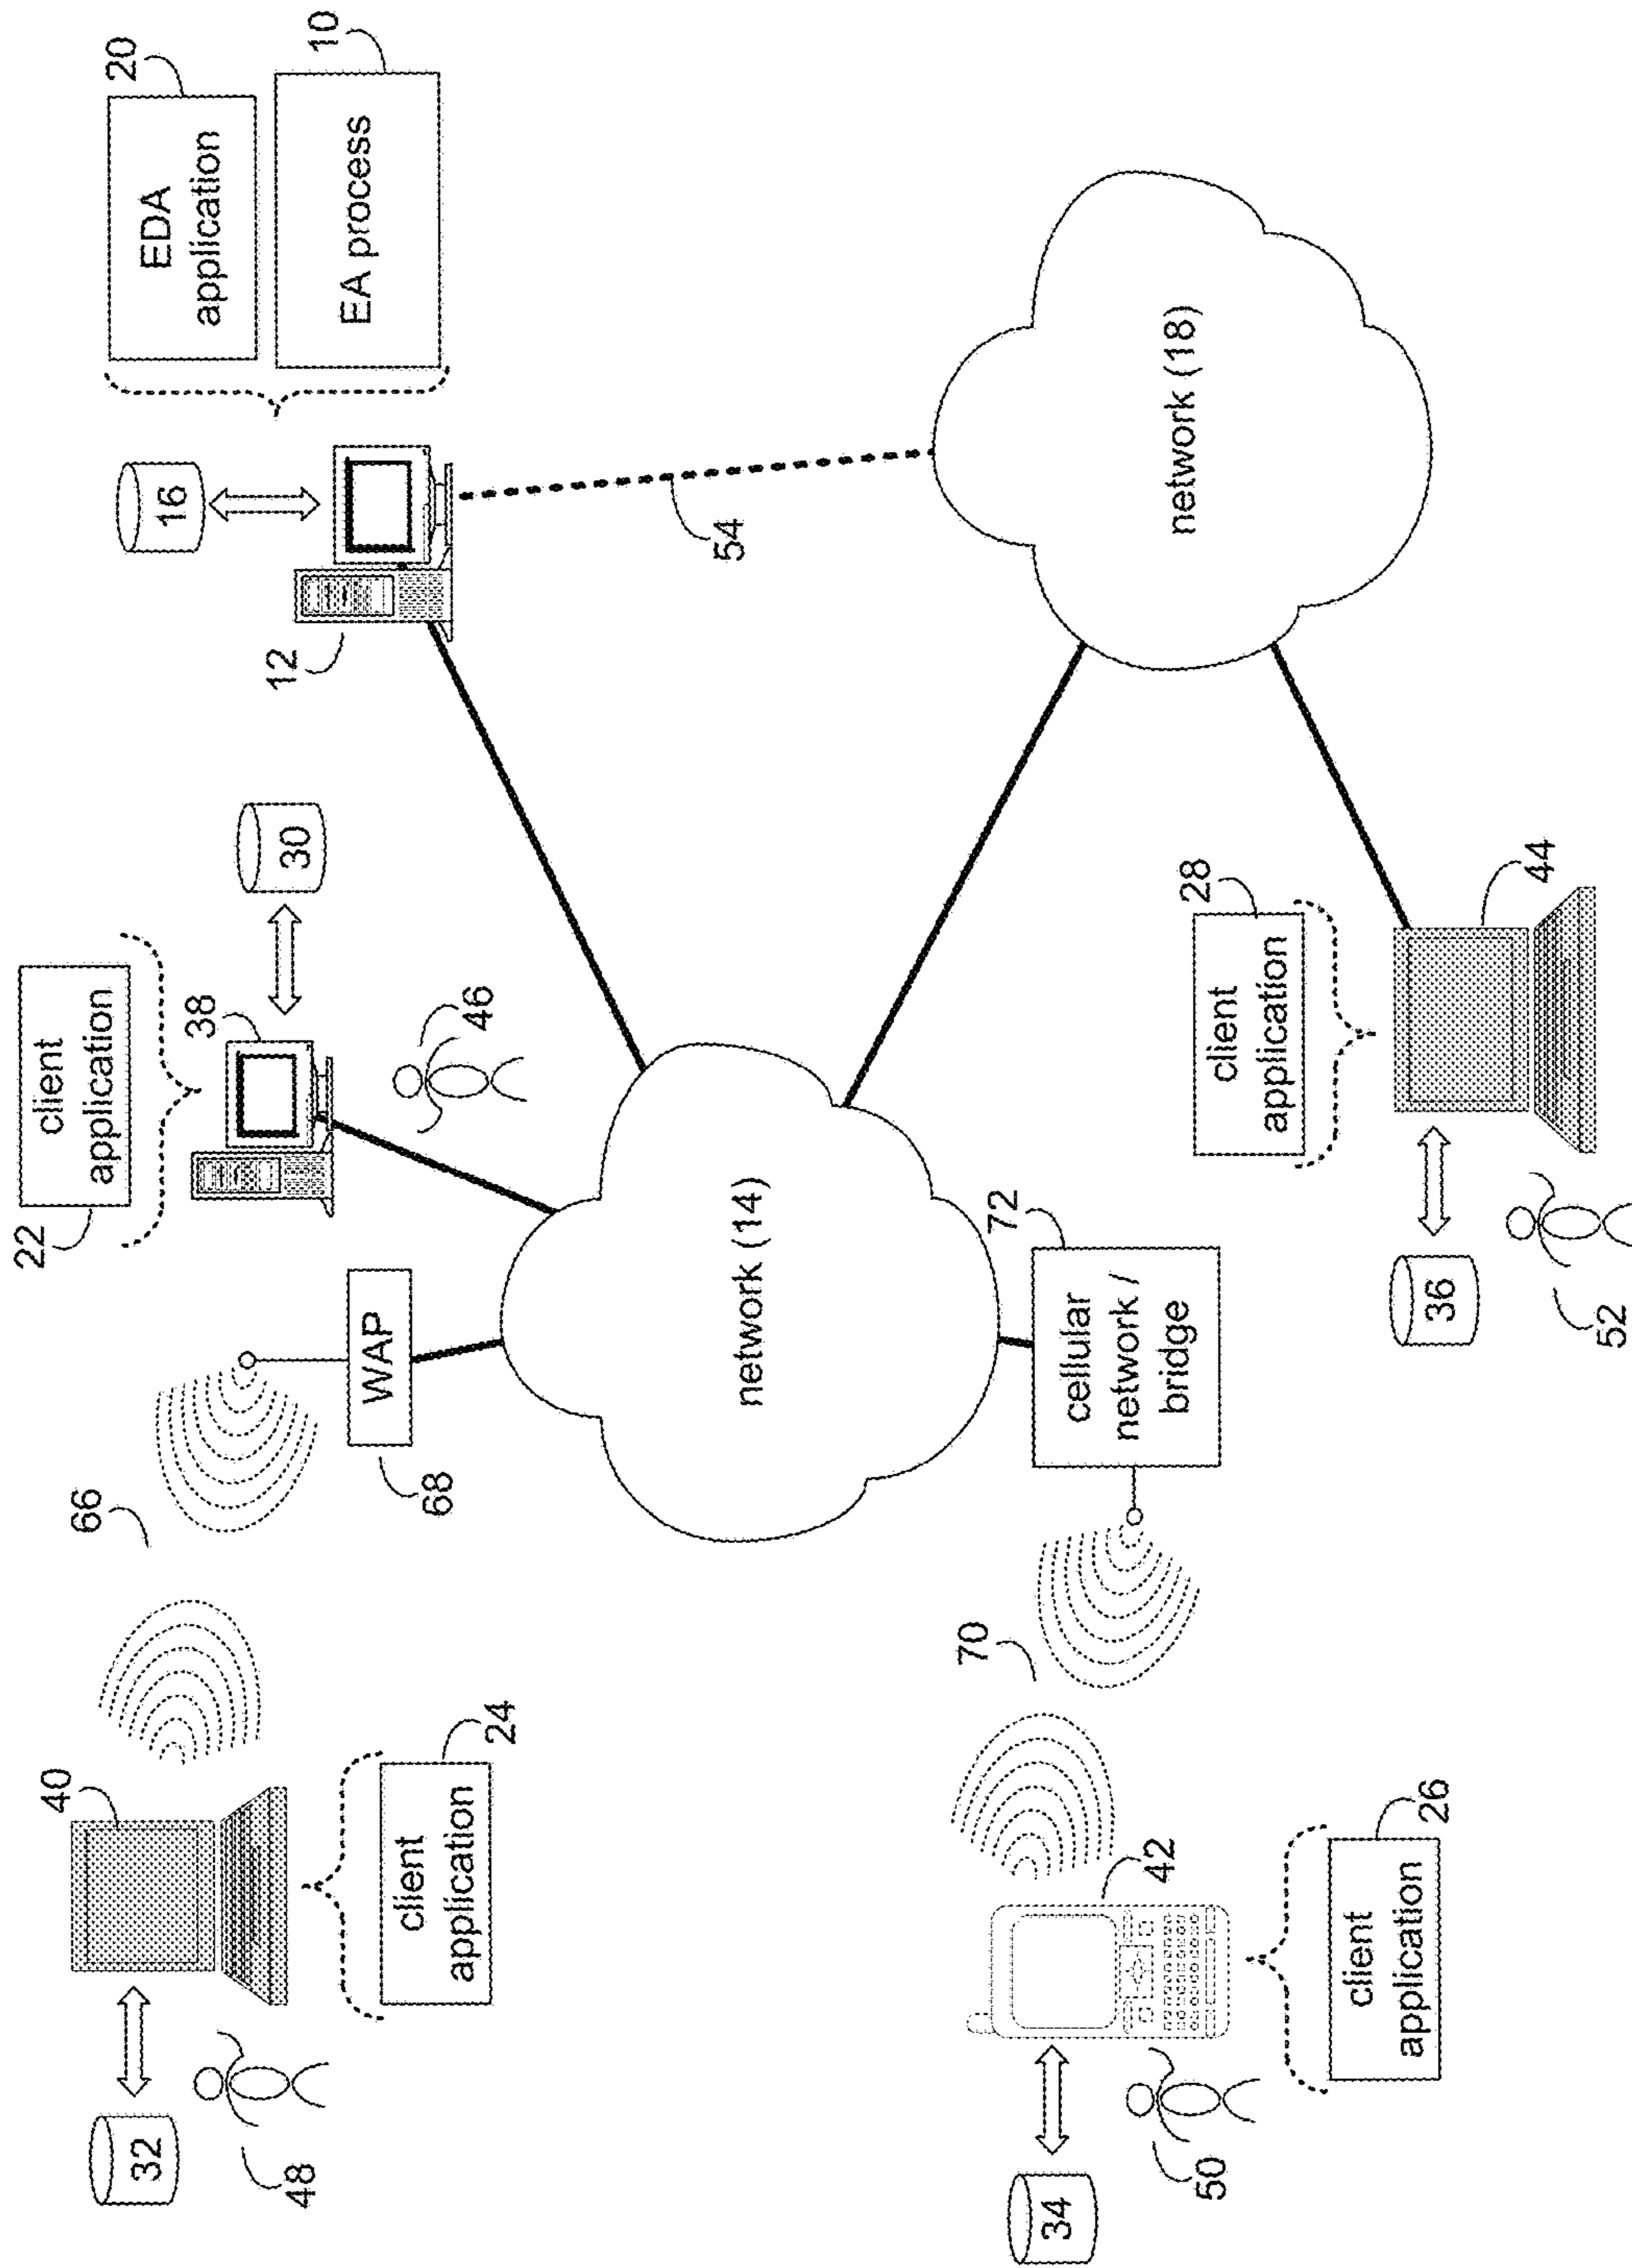 32
48
40
client
application
24
66
WAP
68
22
client
application
38
46
30
16
12
EDA
application
20
EA process
10
54
network (14)
network (18)
34
50
42
client
application
26
70
cellular
network /
bridge
72
36
52
client
application
28
44